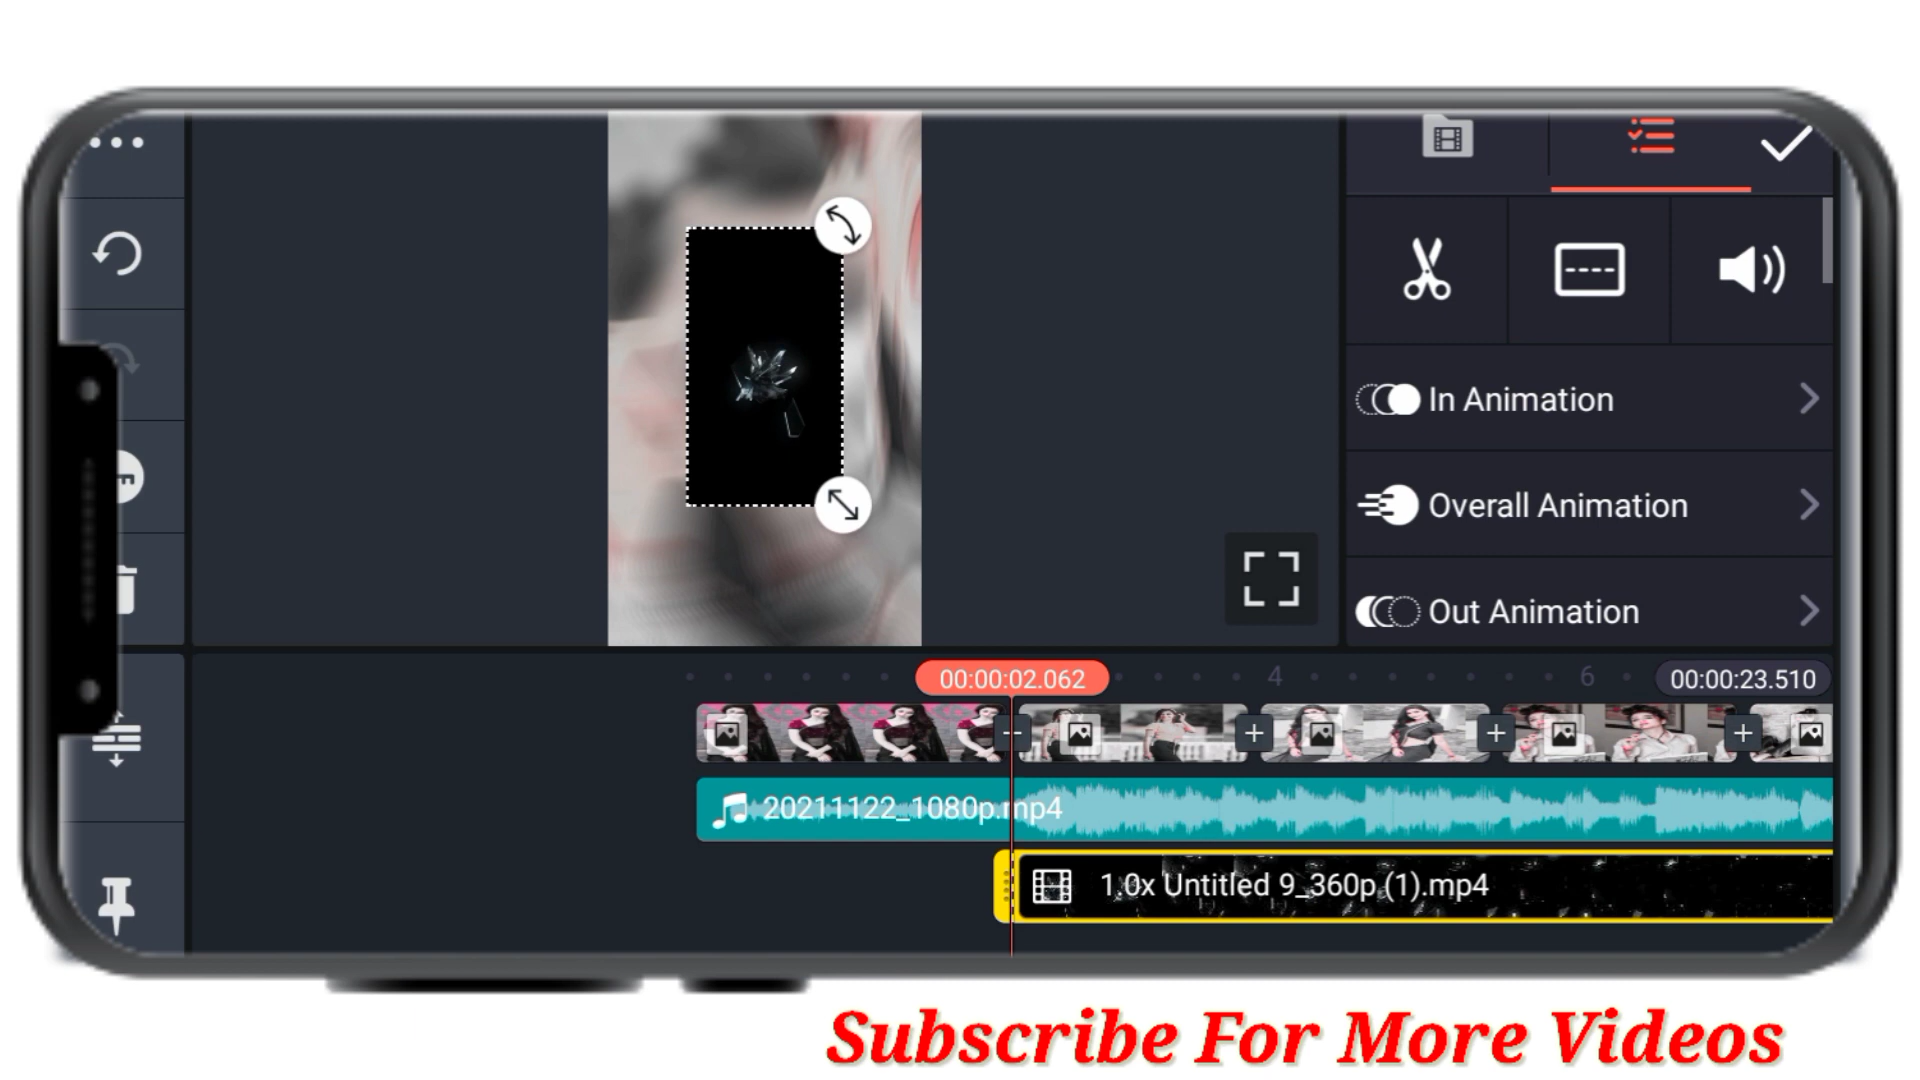 In Animation
Overall Animation
Out Animation
00:00:02.062
4
6
00:00:23.510
20211122_1080p.mp4
1.0x Untitled 9_360p (1).mp4
Subscribe For More Videos